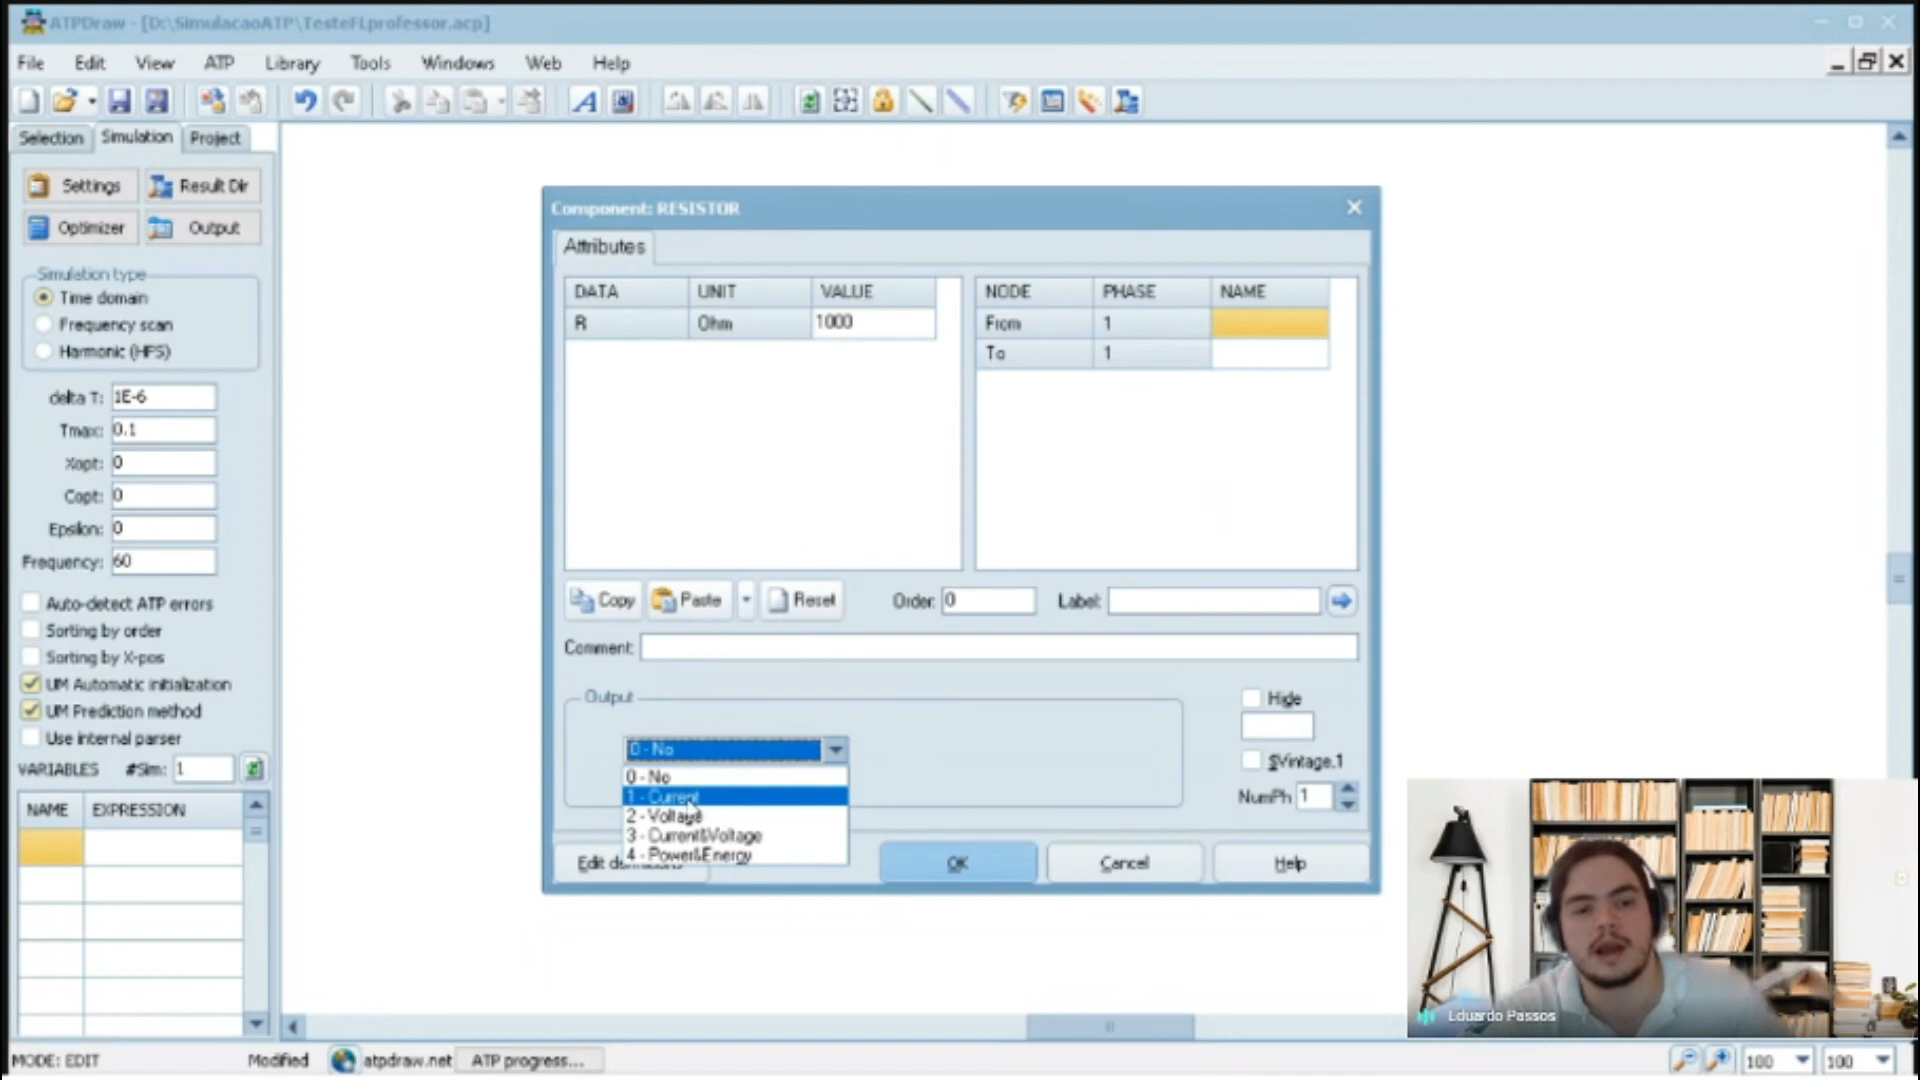 ATPDraw - [D:\SimulacaoATP\TesteFLprofessor.acp]
File Edit View ATP Library Tools Windows Web Help
Selection Simulation Project
Settings Result Dir
Optimizer Output
Simulation type
Time domain
Frequency scan
Harmonic (HFS)
delta T: 1E-6
Tmax: 0.1
Xopt: 0
Copt: 0
Epsilon: 0
Frequency: 60
Auto-detect ATP errors
Sorting by order
Sorting by X-pos
UM Automatic initialization
UM Prediction method
Use internal parser
VARIABLES #Sim: 1
NAME EXPRESSION
Component: RESISTOR
Attributes
DATA UNIT VALUE
R Ohm 1000
NODE PHASE NAME
From 1
To 1
Copy Paste Reset Order: 0 Label:
Comment:
Output
Hide
0 - No
0 - No
1 - Current
2 - Voltage
3 - Current&Voltage
4 - Power&Energy
$Vintage,1
NumPh 1
Edit OK Cancel Help
Eduardo Passos
MODE: EDIT Modified atpdraw.net ATP progress... 100 100